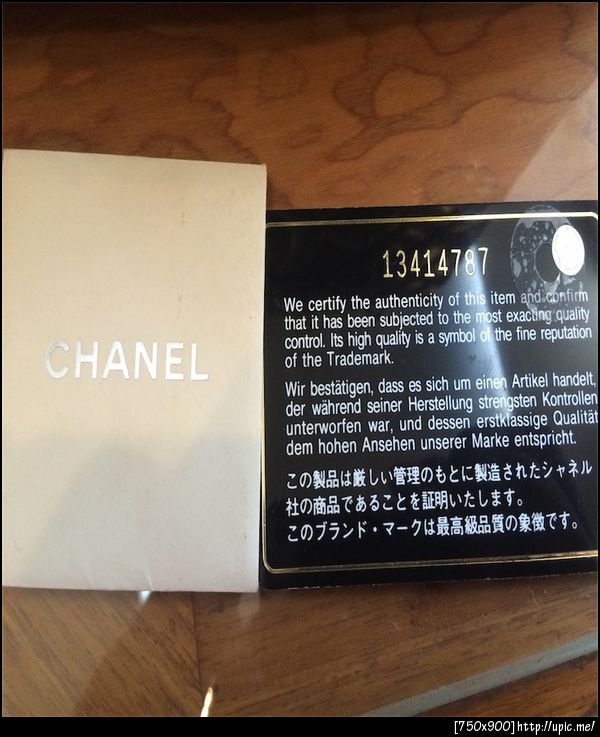 CHANEL
13414787
We certify the authenticity of this item and confirm
that it has been subjected to the most exacting quality
control. Its high quality is a symbol of the fine reputation
of the Trademark.
Wir bestätigen, dass es sich um einen Artikel handelt,
der während seiner Herstellung strengsten Kontrollen
unterworfen war, und dessen erstklassige Qualität
dem hohen Ansehen unserer Marke entspricht.
この製品は厳しい管理のもとに製造されたシャネル
社の商品であることを証明いたします。
このブランド・マークは最高級品質の象徴です。
[750x900]http://upic.me/